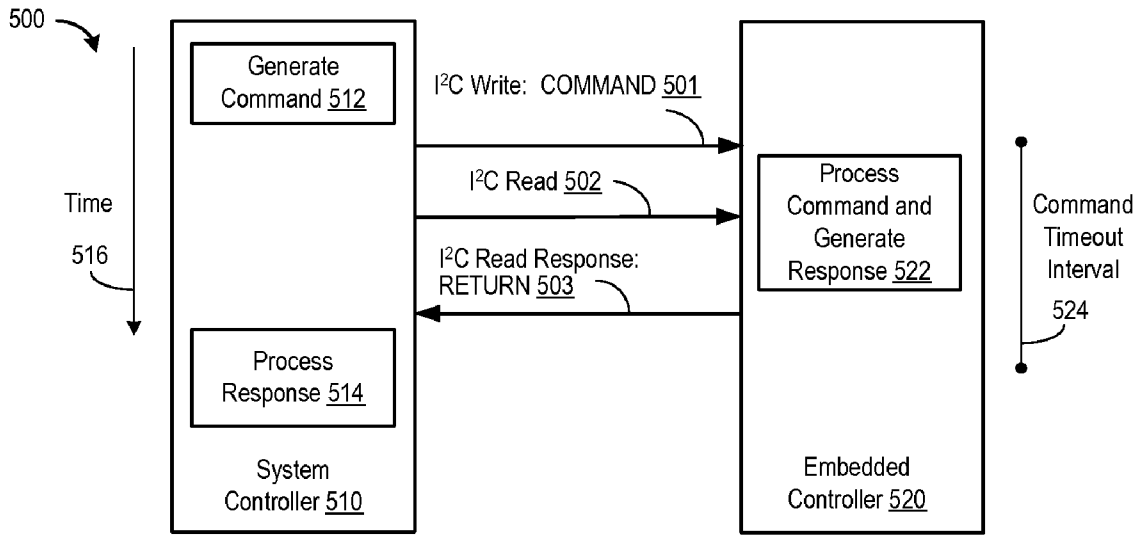 500
Generate
Command 512
I²C Write: COMMAND 501
I²C Read 502
Process
Command and
Generate
Response 522
Time
516
Command
Timeout
Interval
524
I²C Read Response:
RETURN 503
Process
Response 514
System
Controller 510
Embedded
Controller 520